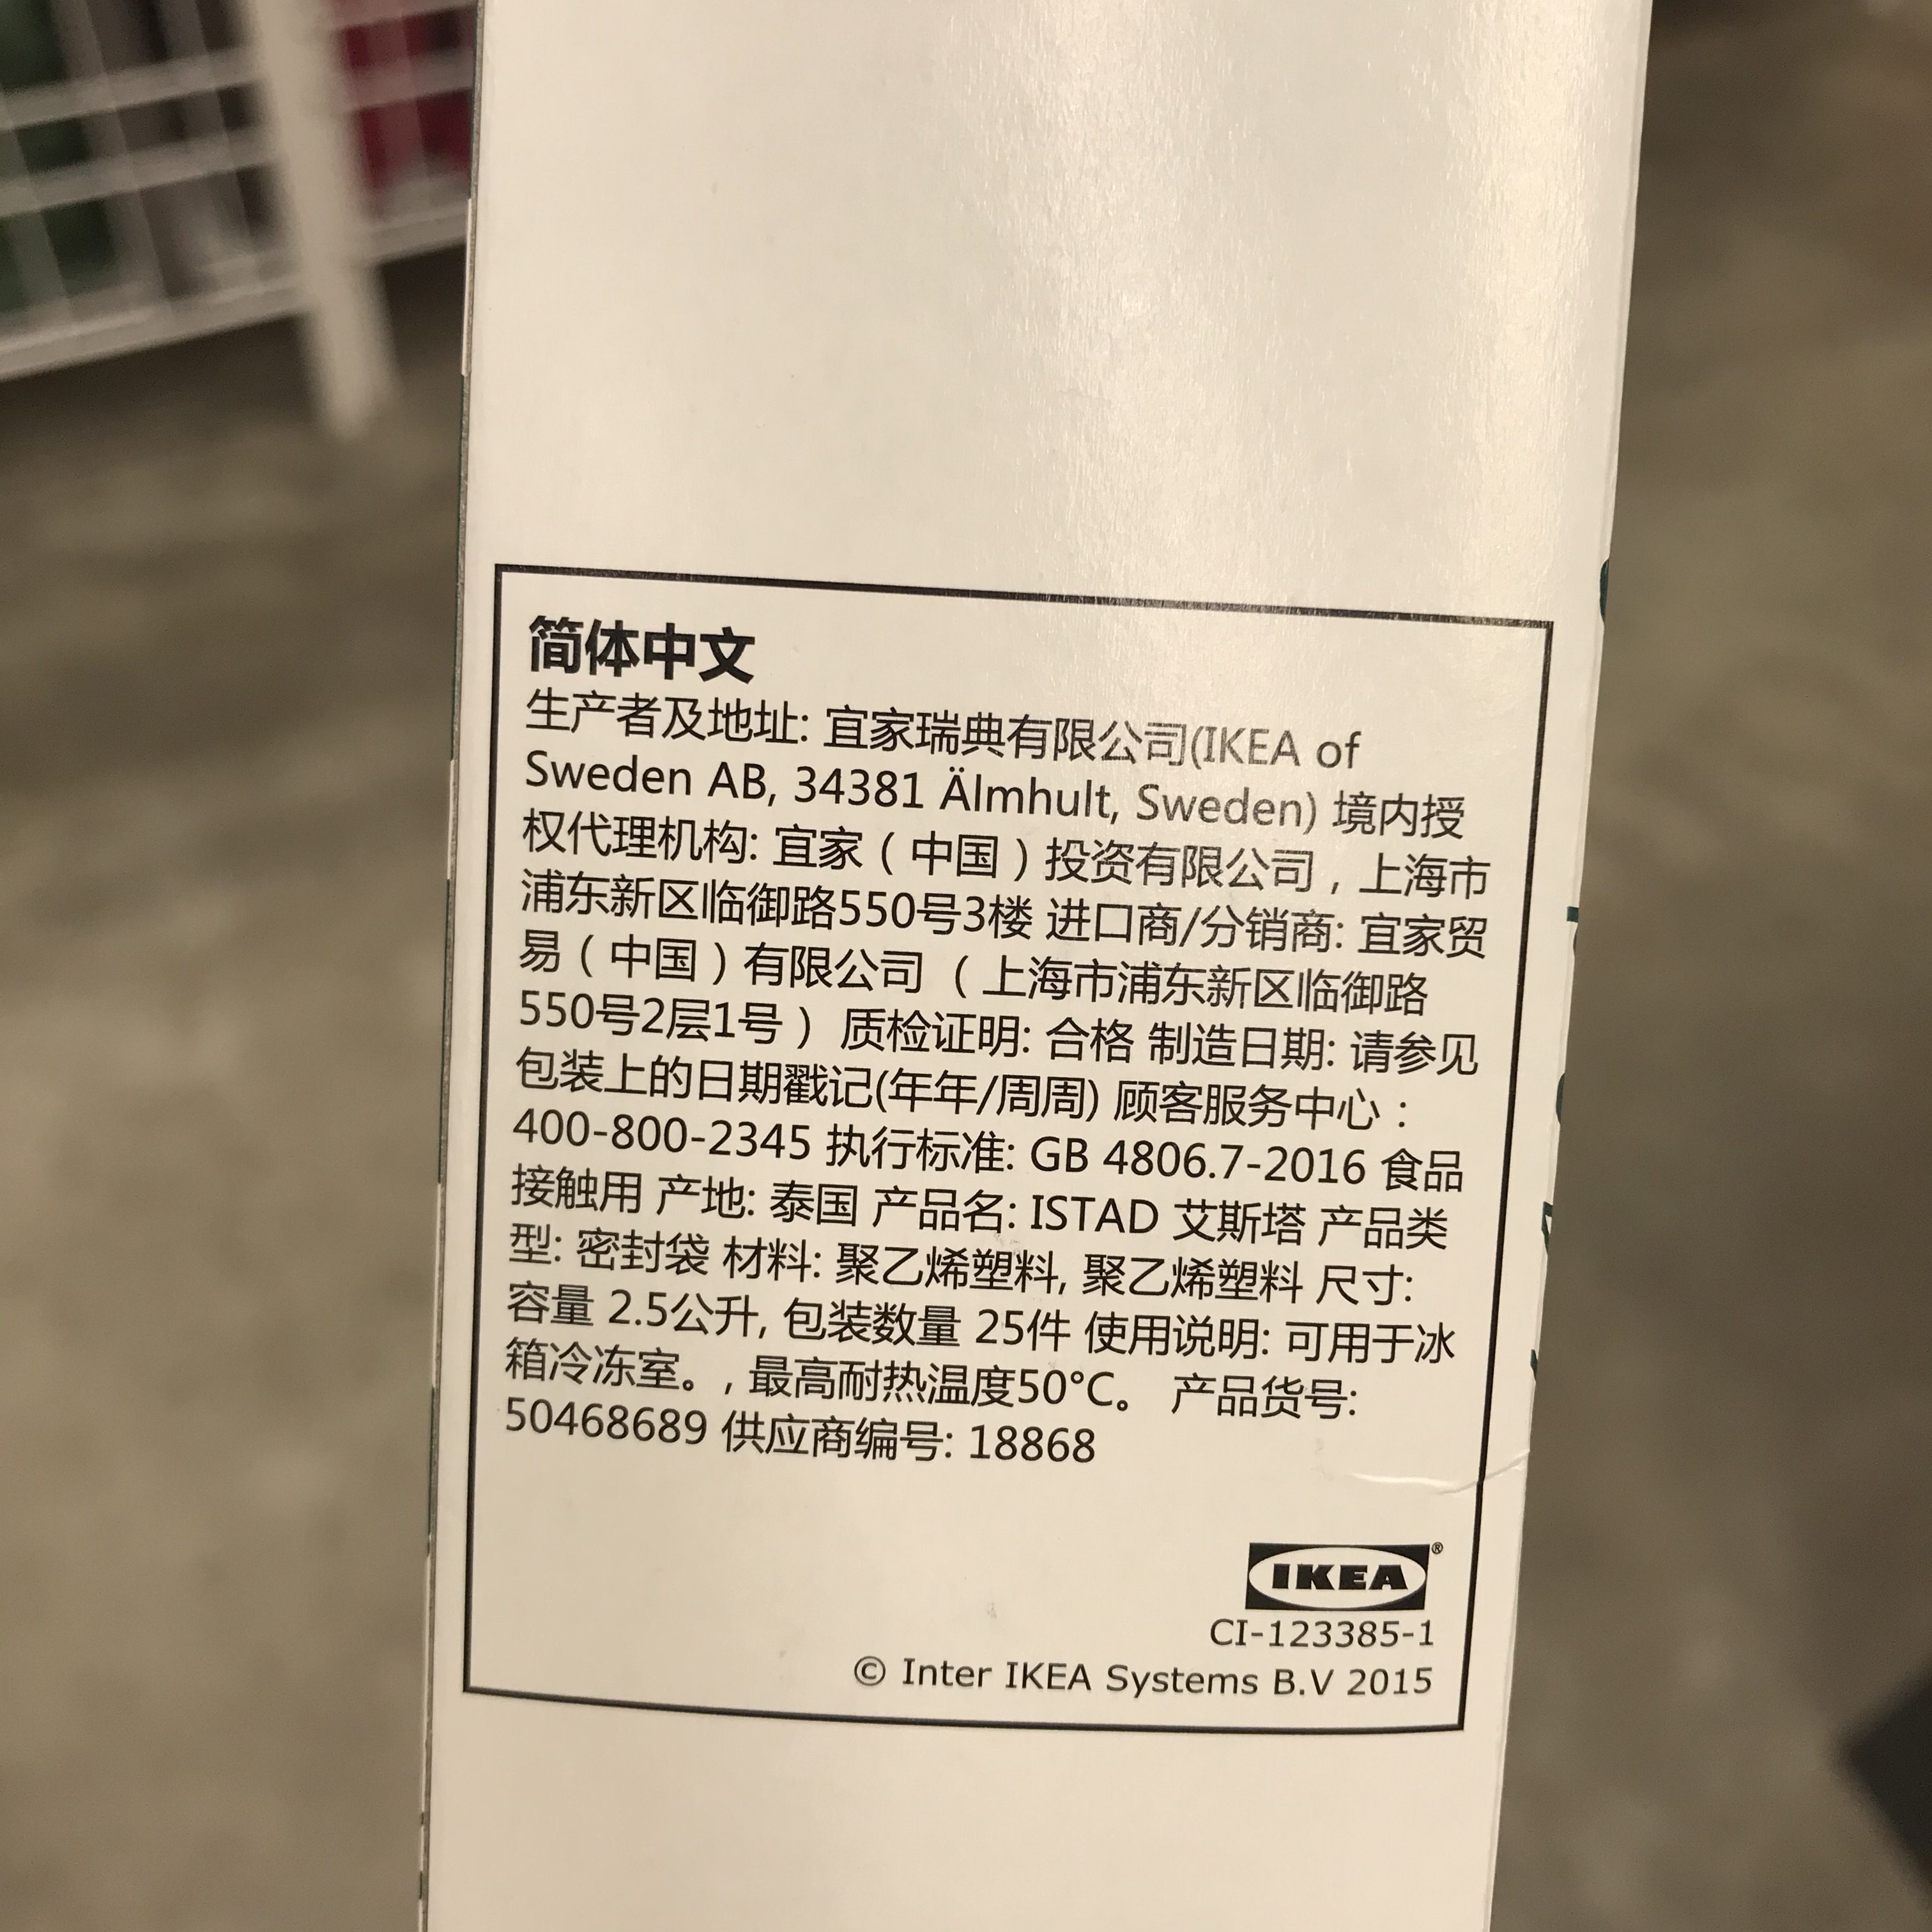 简体中文
生产者及地址: 宜家瑞典有限公司(IKEA of
Sweden AB, 34381 Älmhult, Sweden) 境内授
权代理机构: 宜家（中国）投资有限公司，上海市
浦东新区临御路550号3楼 进口商/分销商: 宜家贸
易（中国）有限公司 （上海市浦东新区临御路
550号2层1号） 质检证明: 合格 制造日期: 请参见
包装上的日期戳记(年年/周周) 顾客服务中心：
400-800-2345 执行标准: GB 4806.7-2016 食品
接触用 产地: 泰国 产品名: ISTAD 艾斯塔 产品类
型: 密封袋 材料: 聚乙烯塑料, 聚乙烯塑料 尺寸:
容量 2.5公升, 包装数量 25件 使用说明: 可用于冰
箱冷冻室。, 最高耐热温度50°C。 产品货号:
50468689 供应商编号: 18868
IKEA®
CI-123385-1
© Inter IKEA Systems B.V 2015